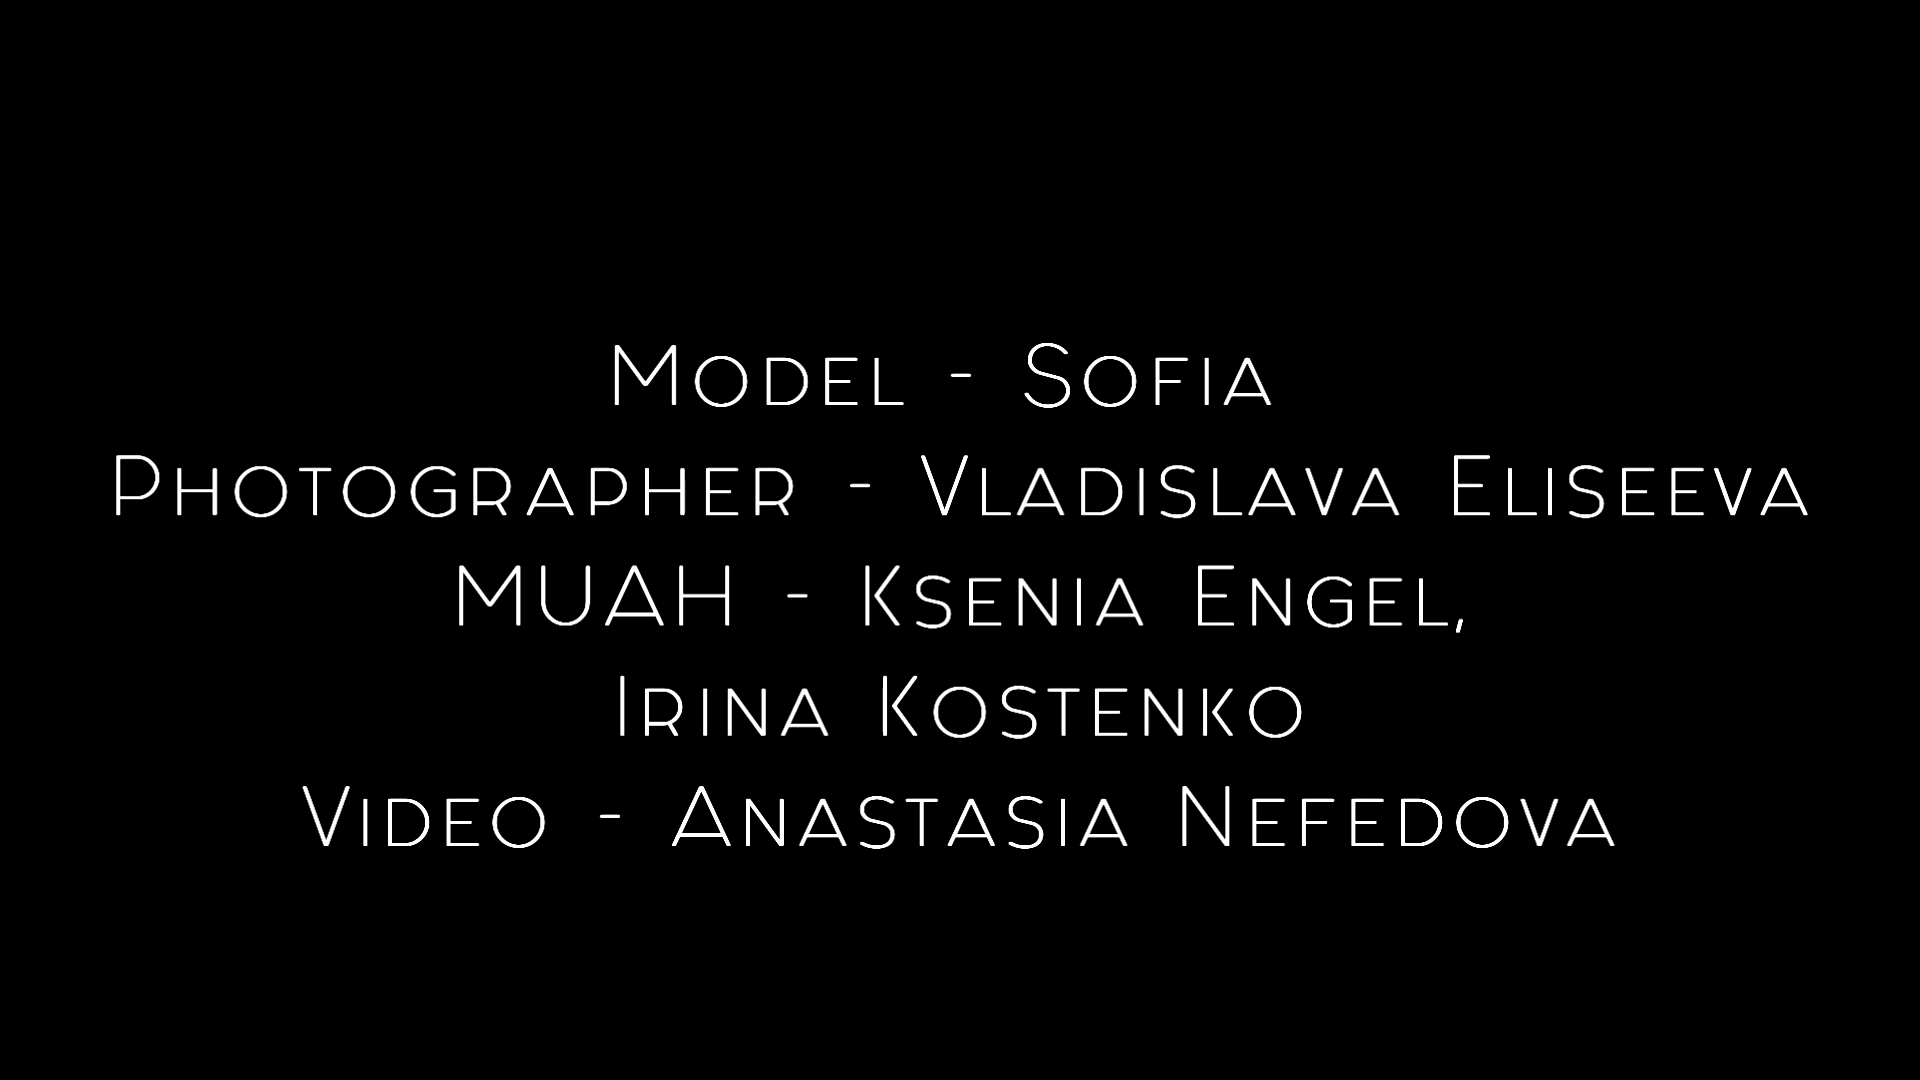 Model - Sofia
Photographer - Vladislava Eliseeva
MUAH - Ksenia Engel,
Irina Kostenko
Video - Anastasia Nefedova